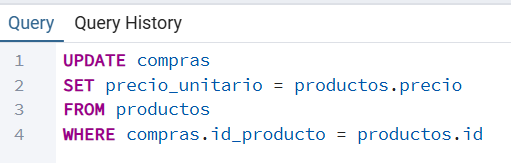 Query Query History
1 UPDATE compras
2 SET precio_unitario = productos.precio
3 FROM productos
4 WHERE compras.id_producto = productos.id